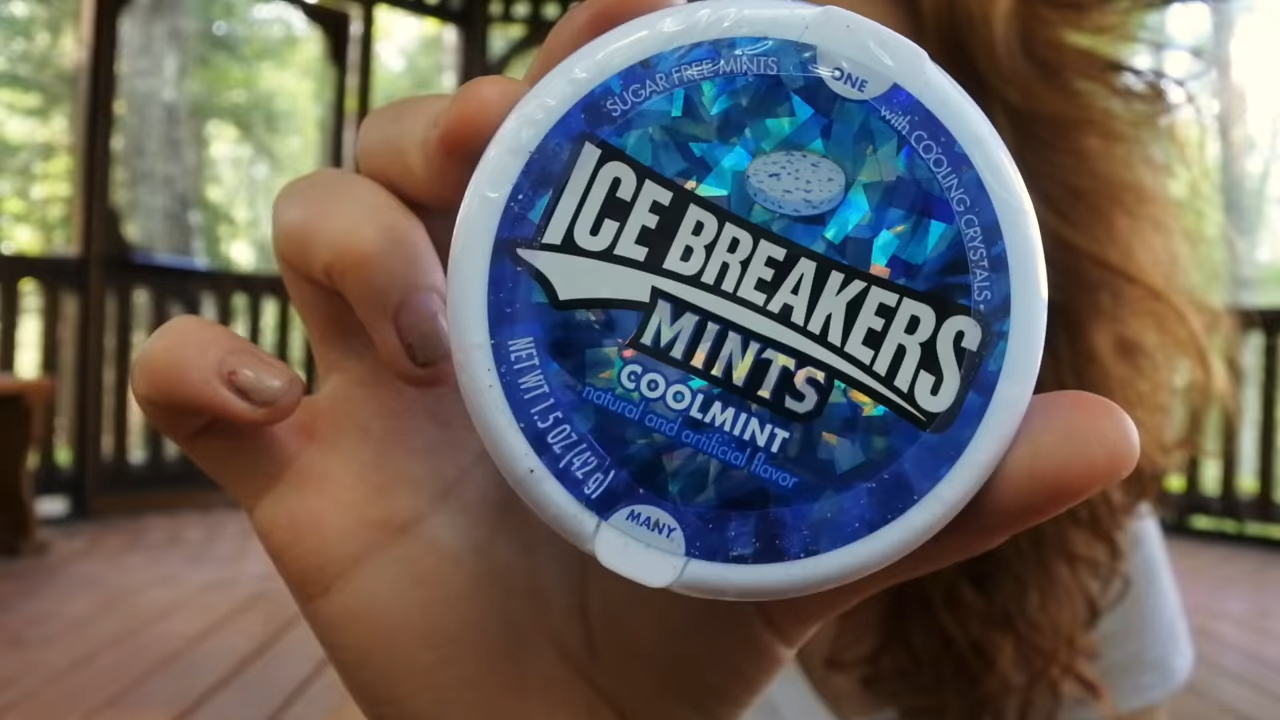 SUGAR FREE MINTS
ONE
with COOLING CRYSTALS
ICE BREAKERS
MINTS
COOLMINT
natural and artificial flavor
NET WT 1.5 OZ (42 g)
MANY